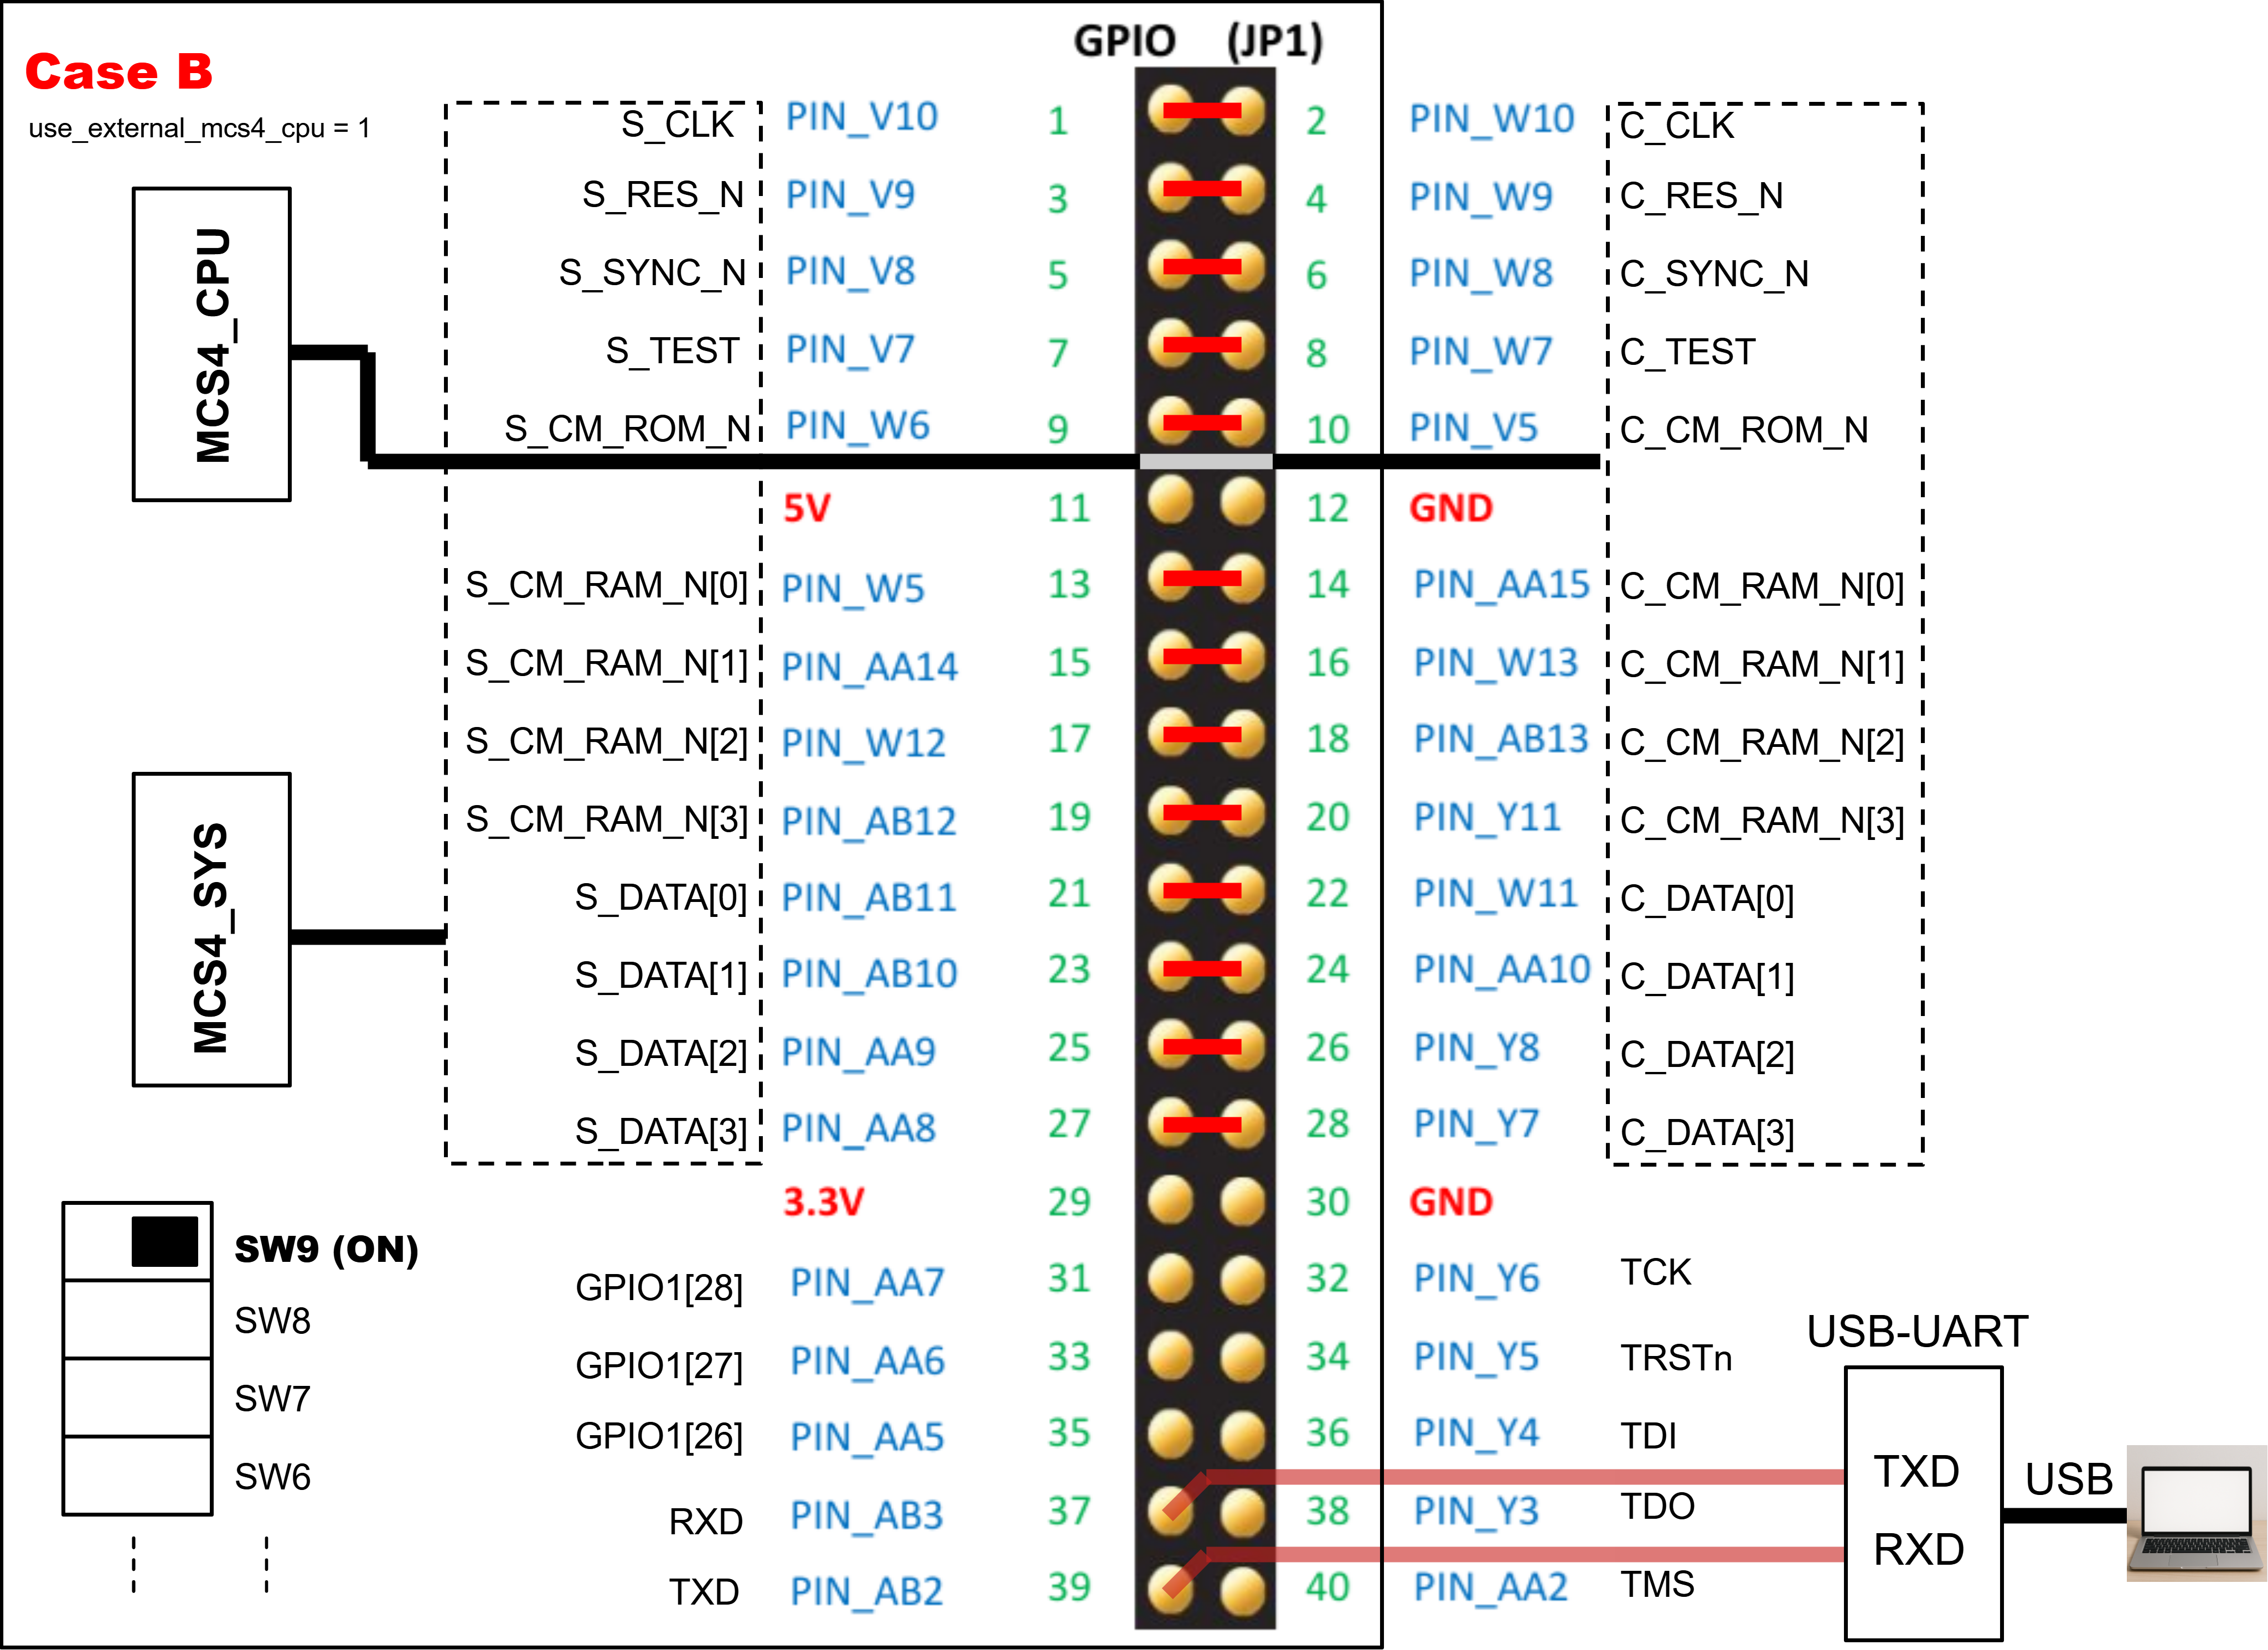 GPIO (JP1)
Case B
use_external_mcs4_cpu = 1
S_CLK PIN_V10 1 2 PIN_W10 C_CLK
S_RES_N PIN_V9 3 4 PIN_W9 C_RES_N
S_SYNC_N PIN_V8 5 6 PIN_W8 C_SYNC_N
S_TEST PIN_V7 7 8 PIN_W7 C_TEST
S_CM_ROM_N PIN_W6 9 10 PIN_V5 C_CM_ROM_N
MCS4_CPU
5V 11 12 GND
S_CM_RAM_N[0] PIN_W5 13 14 PIN_AA15 C_CM_RAM_N[0]
S_CM_RAM_N[1] PIN_AA14 15 16 PIN_W13 C_CM_RAM_N[1]
S_CM_RAM_N[2] PIN_W12 17 18 PIN_AB13 C_CM_RAM_N[2]
S_CM_RAM_N[3] PIN_AB12 19 20 PIN_Y11 C_CM_RAM_N[3]
S_DATA[0] PIN_AB11 21 22 PIN_W11 C_DATA[0]
MCS4_SYS
S_DATA[1] PIN_AB10 23 24 PIN_AA10 C_DATA[1]
S_DATA[2] PIN_AA9 25 26 PIN_Y8 C_DATA[2]
S_DATA[3] PIN_AA8 27 28 PIN_Y7 C_DATA[3]
3.3V 29 30 GND
SW9 (ON)
SW8
SW7
SW6
GPIO1[28] PIN_AA7 31 32 PIN_Y6 TCK
GPIO1[27] PIN_AA6 33 34 PIN_Y5 TRSTn
GPIO1[26] PIN_AA5 35 36 PIN_Y4 TDI
RXD PIN_AB3 37 38 PIN_Y3 TDO
TXD PIN_AB2 39 40 PIN_AA2 TMS
USB-UART
TXD
RXD
USB